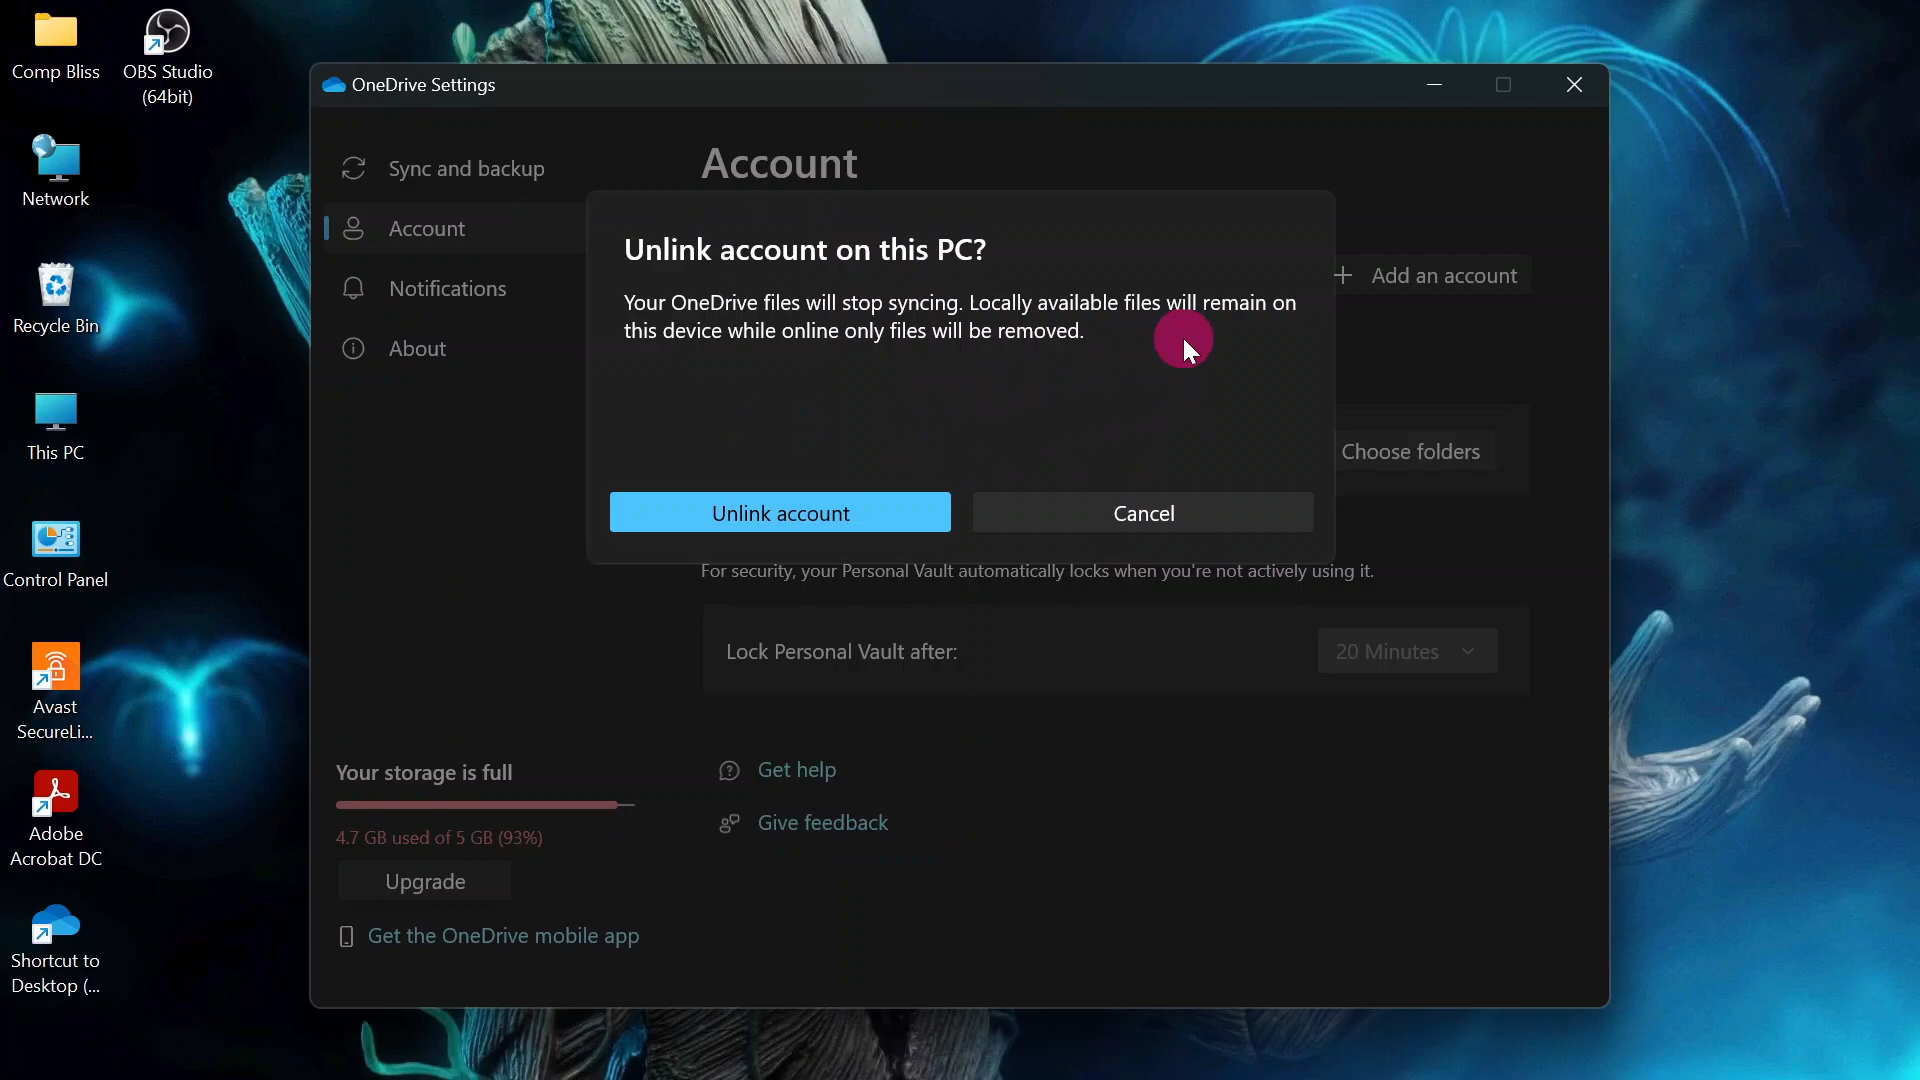 Comp Bliss
OBS Studio
(64bit)
Network
Recycle Bin
This PC
Control Panel
Avast
SecureLi...
Adobe
Acrobat DC
Shortcut to
Desktop (...
OneDrive Settings
Sync and backup
Account
Notifications
About
Your storage is full
4.7 GB used of 5 GB (93%)
Upgrade
Get the OneDrive mobile app
Account
Add an account
Choose folders
Unlink account on this PC?
Your OneDrive files will stop syncing. Locally available files will remain on
this device while online only files will be removed.
Unlink account
Cancel
For security, your Personal Vault automatically locks when you're not actively using it.
Lock Personal Vault after:
20 Minutes
Get help
Give feedback